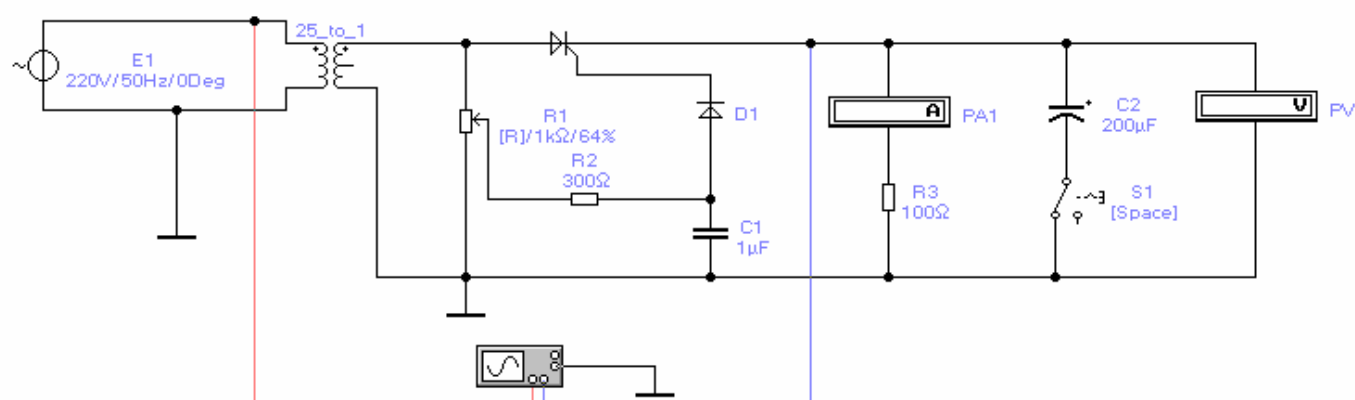 25_to_1
~
E1
220V/50Hz/0Deg
R1
[R]/1kΩ/64%
R2
300Ω
D1
C1
1µF
A
PA1
R3
100Ω
C2
200µF
S1
[Space]
V
PV